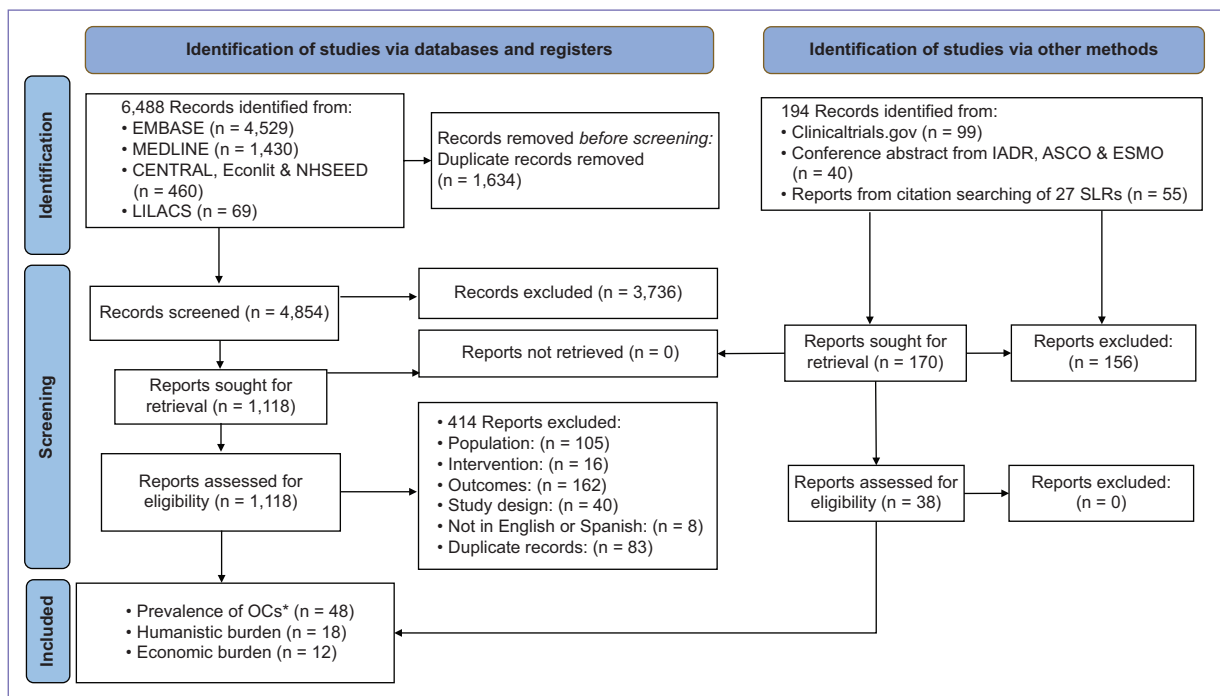 Identification of studies via databases and registers
Identification of studies via other methods
Identification
6,488 Records identified from:
• EMBASE (n = 4,529)
• MEDLINE (n = 1,430)
• CENTRAL, Econlit & NHSEED
(n = 460)
• LILACS (n = 69)
Records removed before screening:
Duplicate records removed
(n = 1,634)
194 Records identified from:
• Clinicaltrials.gov (n = 99)
• Conference abstract from IADR, ASCO & ESMO
(n = 40)
• Reports from citation searching of 27 SLRs (n = 55)
Screening
Records screened (n = 4,854)
Records excluded (n = 3,736)
Reports sought for
retrieval (n = 1,118)
Reports not retrieved (n = 0)
Reports sought for
retrieval (n = 170)
Reports excluded:
(n = 156)
Reports assessed for
eligibility (n = 1,118)
• 414 Reports excluded:
• Population: (n = 105)
• Intervention: (n = 16)
• Outcomes: (n = 162)
• Study design: (n = 40)
• Not in English or Spanish: (n = 8)
• Duplicate records: (n = 83)
Reports assessed for
eligibility (n = 38)
Reports excluded:
(n = 0)
Included
• Prevalence of OCs* (n = 48)
• Humanistic burden (n = 18)
• Economic burden (n = 12)